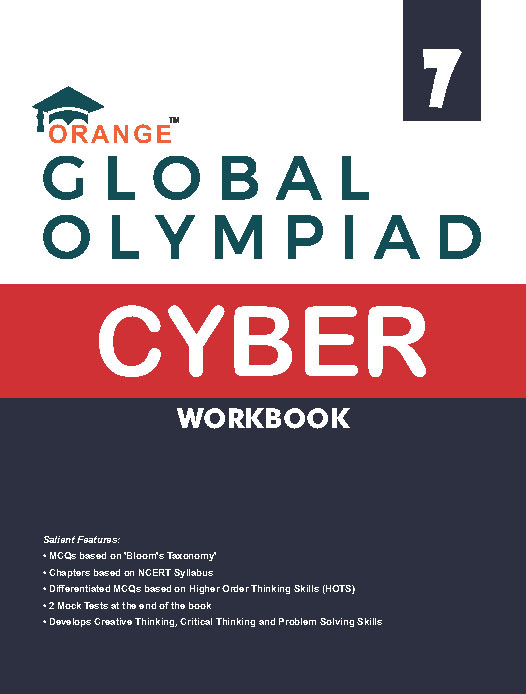 7
ORANGE™
GLOBAL
OLYMPIAD
CYBER
WORKBOOK
Salient Features:
• MCQs based on 'Bloom's Taxonomy'
• Chapters based on NCERT Syllabus
• Differentiated MCQs based on Higher Order Thinking Skills (HOTS)
• 2 Mock Tests at the end of the book
• Develops Creative Thinking, Critical Thinking and Problem Solving Skills